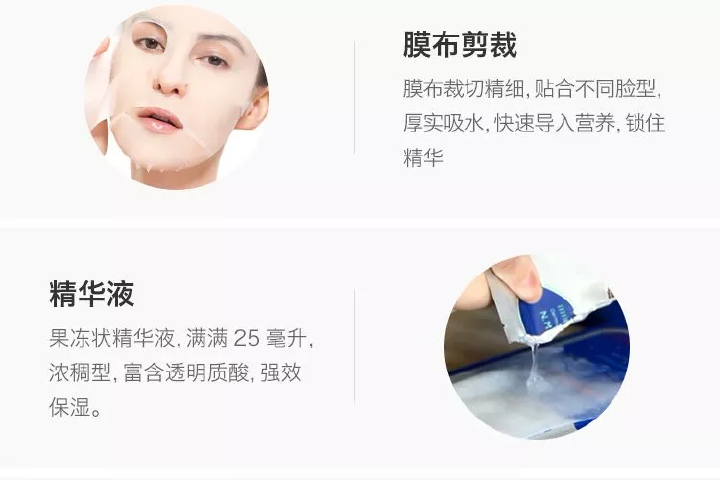 膜布剪裁
膜布裁切精细, 贴合不同脸型,
厚实吸水, 快速导入营养, 锁住
精华
精华液
果冻状精华液, 满满 25 毫升,
浓稠型, 富含透明质酸, 强效
保湿。